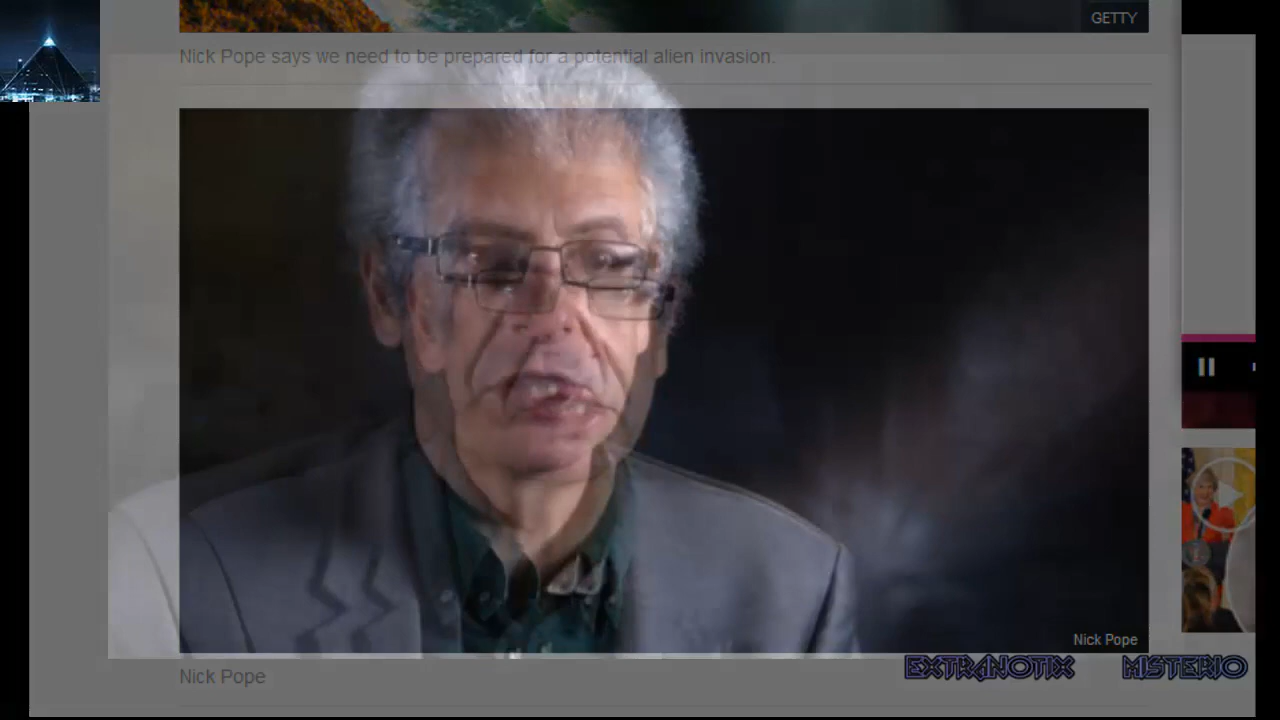 GETTY
Nick Pope says we need to be prepared for a potential alien invasion.
Nick Pope
Nick Pope
EXTRANOTIX MISTERIO